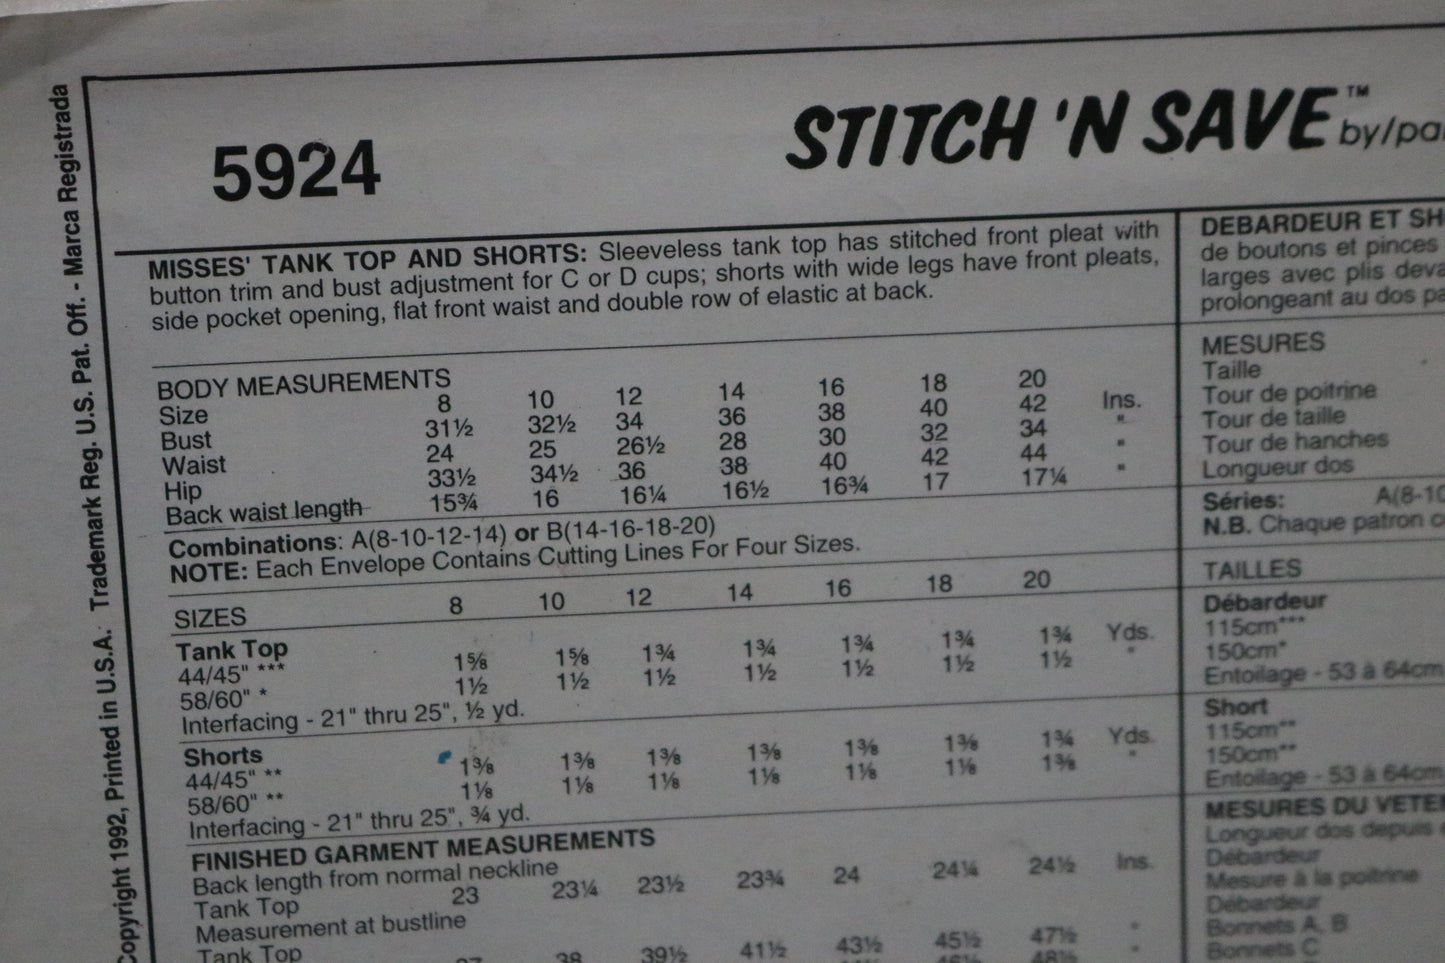 Copyright 1992, Printed in U.S.A. Trademark Reg. U.S. Pat. Off. - Marca Registrada
5924
STITCH 'N SAVE™ by/
MISSES' TANK TOP AND SHORTS: Sleeveless tank top has stitched front pleat with
button trim and bust adjustment for C or D cups; shorts with wide legs have front pleats,
side pocket opening, flat front waist and double row of elastic at back.
BODY MEASUREMENTS
Size 8 10 12 14 16 18 20
Bust 31½ 32½ 34 36 38 40 42 Ins.
Waist 24 25 26½ 28 30 32 34 "
Hip 33½ 34½ 36 38 40 42 44 "
Back waist length 15¾ 16 16¼ 16½ 16¾ 17 17¼ "
Combinations: A(8-10-12-14) or B(14-16-18-20)
NOTE: Each Envelope Contains Cutting Lines For Four Sizes.
SIZES 8 10 12 14 16 18 20
Tank Top
44/45" *** 1⅝ 1⅝ 1¾ 1¾ 1¾ 1¾ 1¾ Yds.
58/60" * 1½ 1½ 1½ 1½ 1½ 1½ 1½ "
Interfacing - 21" thru 25", ½ yd.
Shorts
44/45" ** 1⅜ 1⅜ 1⅜ 1⅜ 1⅜ 1⅜ 1¾ Yds.
58/60" ** 1⅛ 1⅛ 1⅛ 1⅛ 1⅛ 1⅛ 1⅜ "
Interfacing - 21" thru 25", ¾ yd.
FINISHED GARMENT MEASUREMENTS
Back length from normal neckline
Tank Top 23 23¼ 23½ 23¾ 24 24¼ 24½ Ins.
Measurement at bustline
Tank Top 38 39½ 41½ 43½ 45½ 47½ "
DEBARDEUR ET
de boutons et pinces
larges avec plis
prolongeant au dos
MESURES
Taille
Tour de poitrine
Tour de taille
Tour de hanches
Longueur dos
Séries: A(8-10
N.B. Chaque patron
TAILLES
Débardeur
115cm***
150cm*
Entoilage - 53 à 64cm
Short
115cm**
150cm**
Entoilage - 53 à 64cm
MESURES DU
Longueur dos depuis
Débardeur
Mesure à la poitrine
Débardeur
Bonnets A, B
Bonnets C